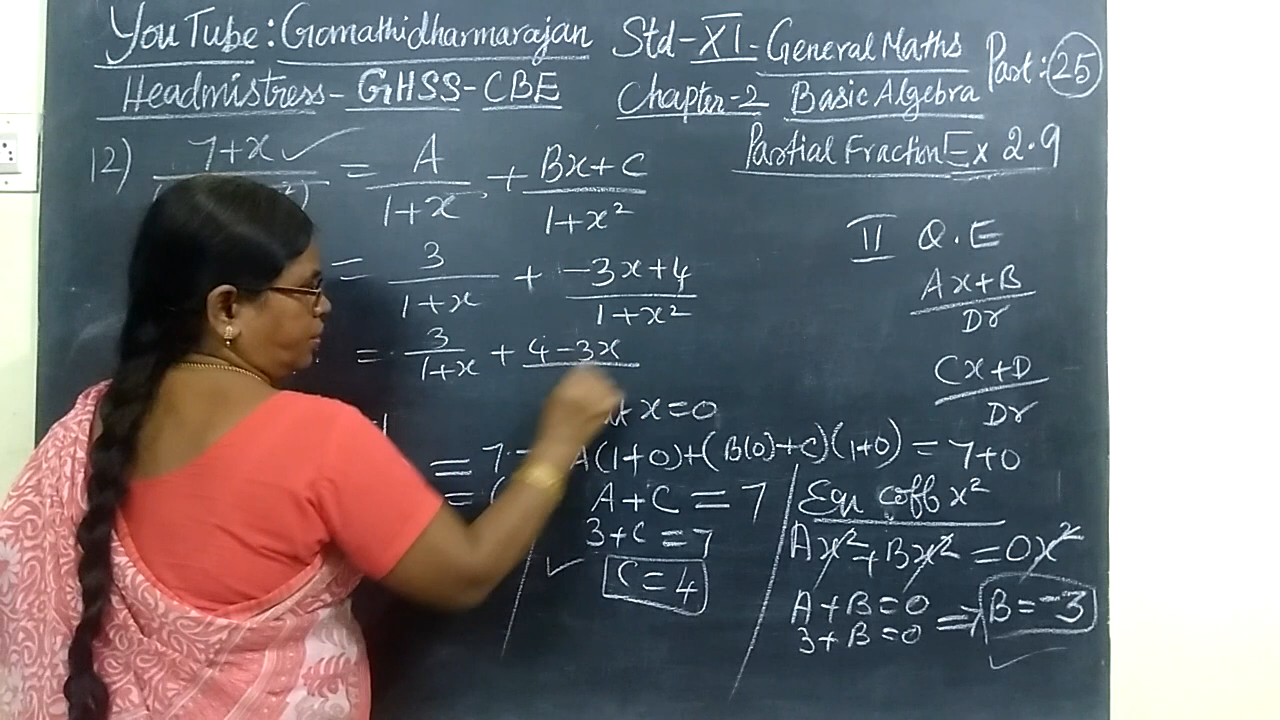 YouTube: Gomathidharmarajan
Headmistress - GHSS - CBE
Std - XI - General Maths
Chapter - 2 Basic Algebra
Part: 25
Partial Fraction Ex 2.9
12) 7+x / = A / 1+x + Bx+C / 1+x²
= 3 / 1+x + -3x+4 / 1+x²
= 3 / 1+x + 4-3x
x=0
= 7 A(1+0)+(B(0)+C)(1+0) = 7+0
A+C = 7
3+C = 7
C=4
Equ coff x²
Ax²+Bx² = 0x²
A+B=0
3+B=0 ⇒ B=-3
II Q.E
Ax+B / Dr
Cx+D / Dr